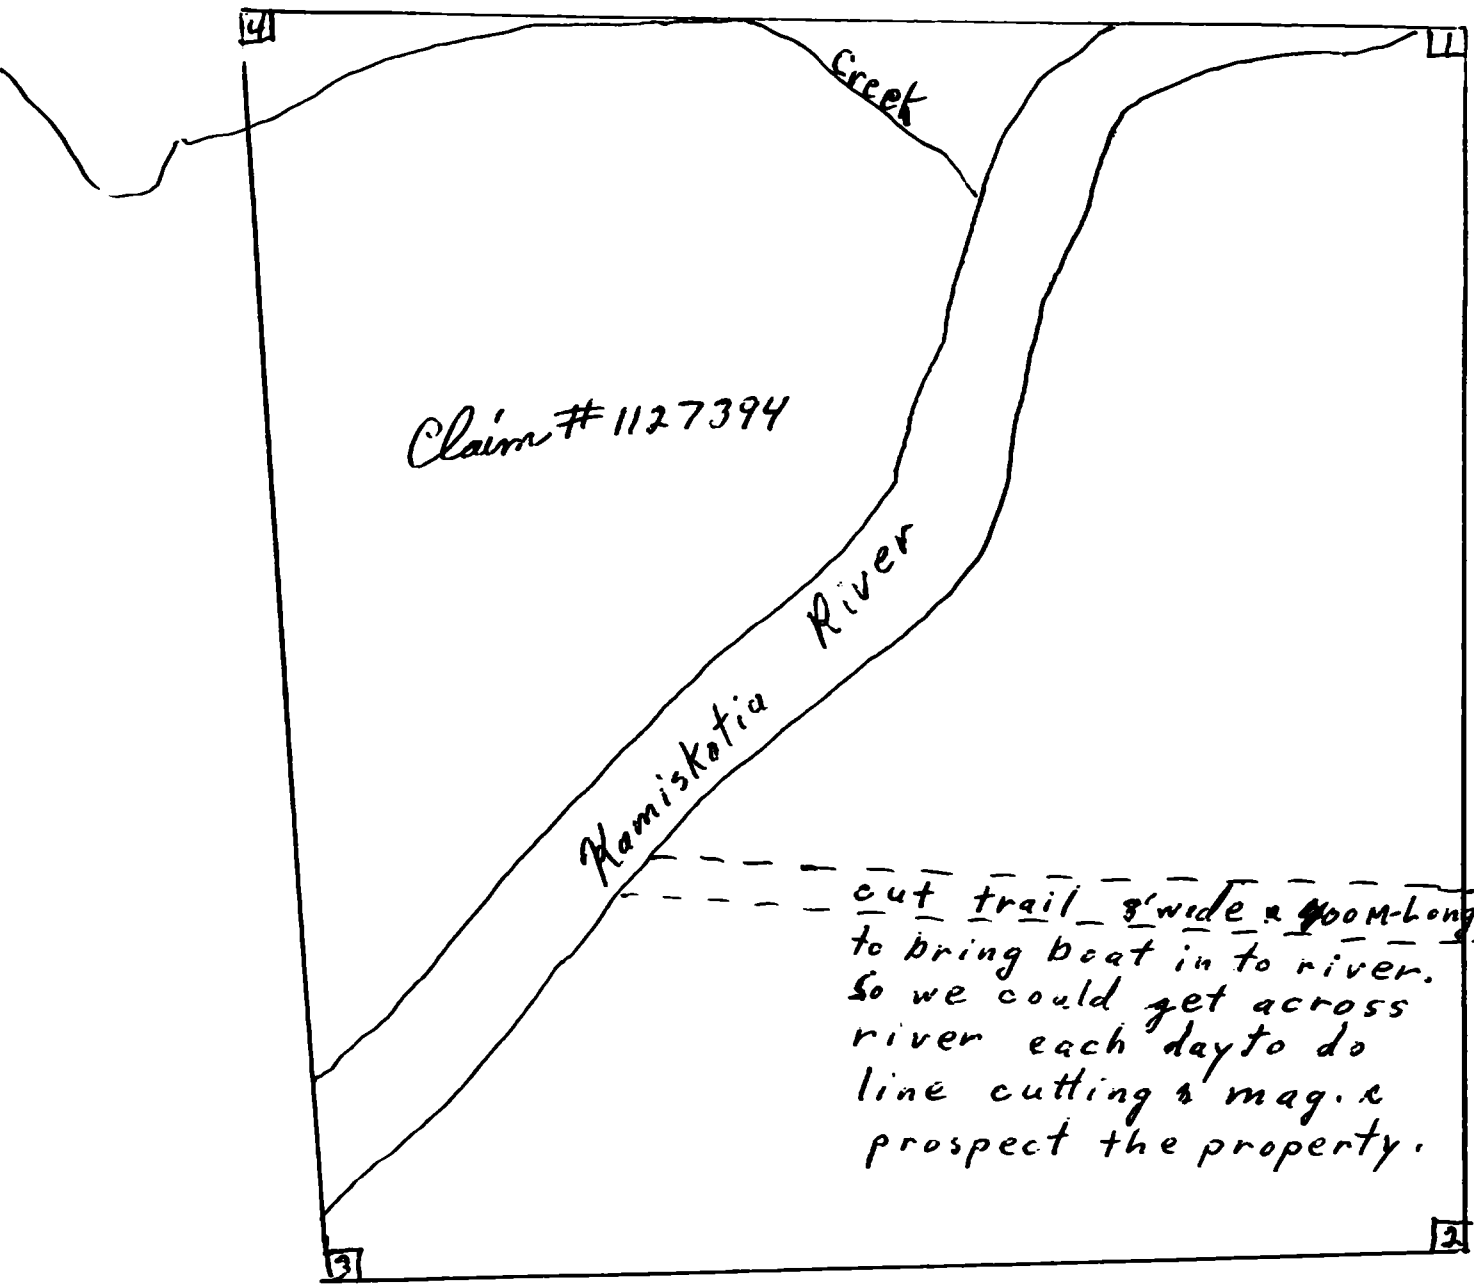 4
1
Creek
Claim # 1127394
River
Kamiskotia
cut trail 8' wide x 400 M-Long
to bring boat in to river.
So we could get across
river each day to do
line cutting & mag. &
prospect the property.
2
3